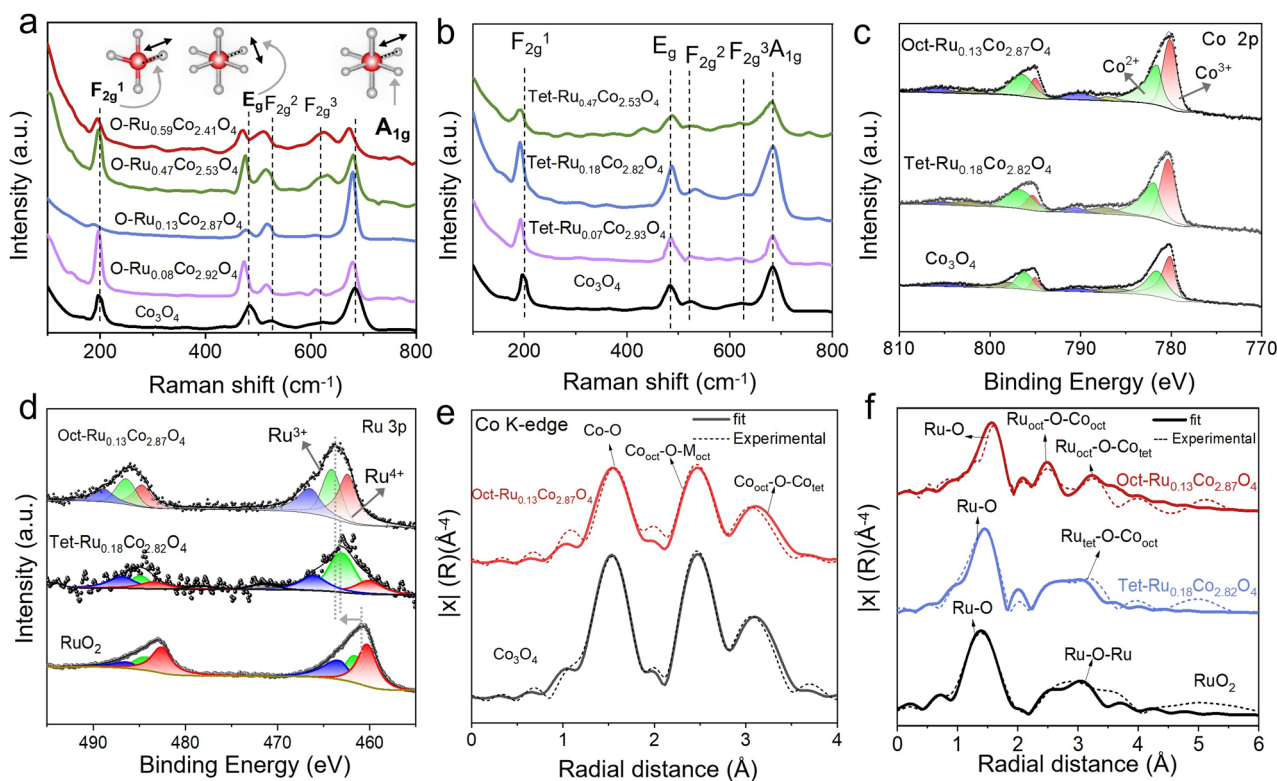 a
F2g1
EgF2g2
F2g3
A1g
O-Ru0.59Co2.41O4
O-Ru0.47Co2.53O4
O-Ru0.13Co2.87O4
O-Ru0.08Co2.92O4
Co3O4
Intensity (a.u.)
200
400
600
800
Raman shift (cm-1)
b
F2g1
Eg
F2g2
F2g3A1g
Tet-Ru0.47Co2.53O4
Tet-Ru0.18Co2.82O4
Tet-Ru0.07Co2.93O4
Co3O4
Intensity (a.u.)
200
400
600
800
Raman shift (cm-1)
c
Oct-Ru0.13Co2.87O4
Co 2p
Co2+
Co3+
Tet-Ru0.18Co2.82O4
Co3O4
Intensity (a.u.)
810
800
790
780
770
Binding Energy (eV)
d
Oct-Ru0.13Co2.87O4
Ru3+
Ru 3p
Ru4+
Tet-Ru0.18Co2.82O4
RuO2
Intensity (a.u.)
490
480
470
460
Binding Energy (eV)
e
Co K-edge
fit
Experimental
Co-O
Cooct-O-Moct
Cooct-O-Cotet
Oct-Ru0.13Co2.87O4
Co3O4
|x| (R)(Å-4)
0
1
2
3
4
Radial distance (Å)
f
fit
Experimental
Ru-O
Ruoct-O-Cooct
Ruoct-O-Cotet
Oct-Ru0.13Co2.87O4
Ru-O
Rutet-O-Cooct
Tet-Ru0.18Co2.82O4
Ru-O
Ru-O-Ru
RuO2
|x| (R)(Å-4)
0
1
2
3
4
5
6
Radial distance (Å)